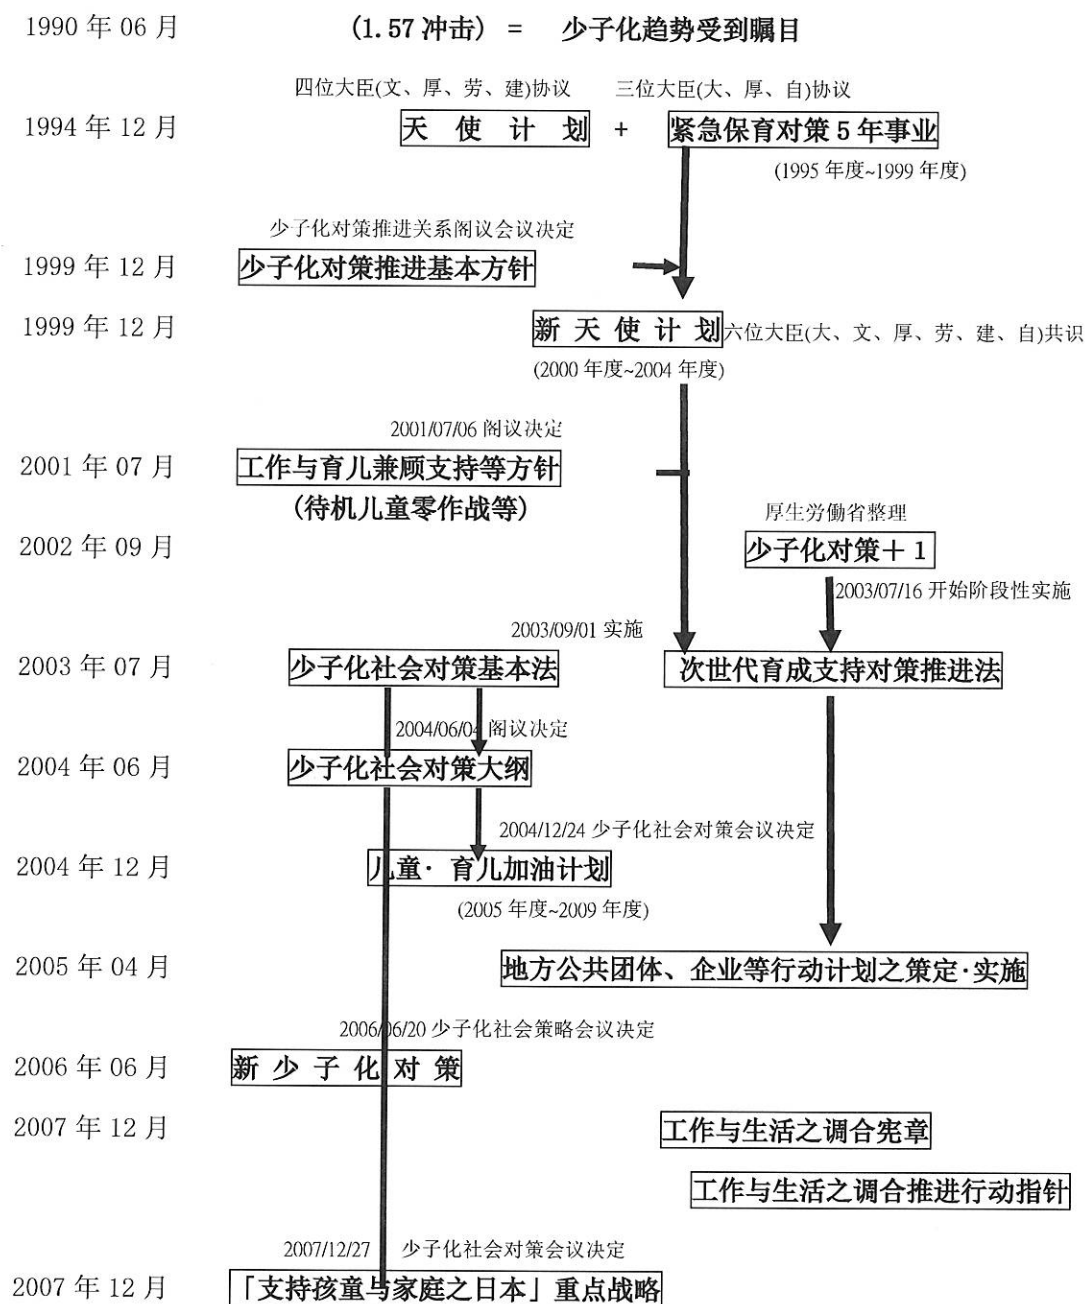 1990 年 06 月 (1.57 冲击) = 少子化趋势受到瞩目
四位大臣(文、厚、劳、建)协议 三位大臣(大、厚、自)协议
1994 年 12 月 天 使 计 划 + 紧急保育对策 5 年事业
(1995 年度~1999 年度)
少子化对策推进关系阁议会议决定
1999 年 12 月 少子化对策推进基本方针
1999 年 12 月 新 天 使 计 划 六位大臣(大、文、厚、劳、建、自)共识
(2000 年度~2004 年度)
2001/07/06 阁议决定
2001 年 07 月 工作与育儿兼顾支持等方针
(待机儿童零作战等)
厚生劳働省整理
2002 年 09 月 少子化对策＋1
2003/07/16 开始阶段性实施
2003/09/01 实施
2003 年 07 月 少子化社会对策基本法 次世代育成支持对策推进法
2004/06/04 阁议决定
2004 年 06 月 少子化社会对策大纲
2004/12/24 少子化社会对策会议决定
2004 年 12 月 儿童· 育儿加油计划
(2005 年度~2009 年度)
2005 年 04 月 地方公共团体、企业等行动计划之策定·实施
2006/06/20 少子化社会策略会议决定
2006 年 06 月 新 少 子 化 对 策
2007 年 12 月 工作与生活之调合宪章
工作与生活之调合推进行动指针
2007/12/27 少子化社会对策会议决定
2007 年 12 月 「支持孩童与家庭之日本」重点战略